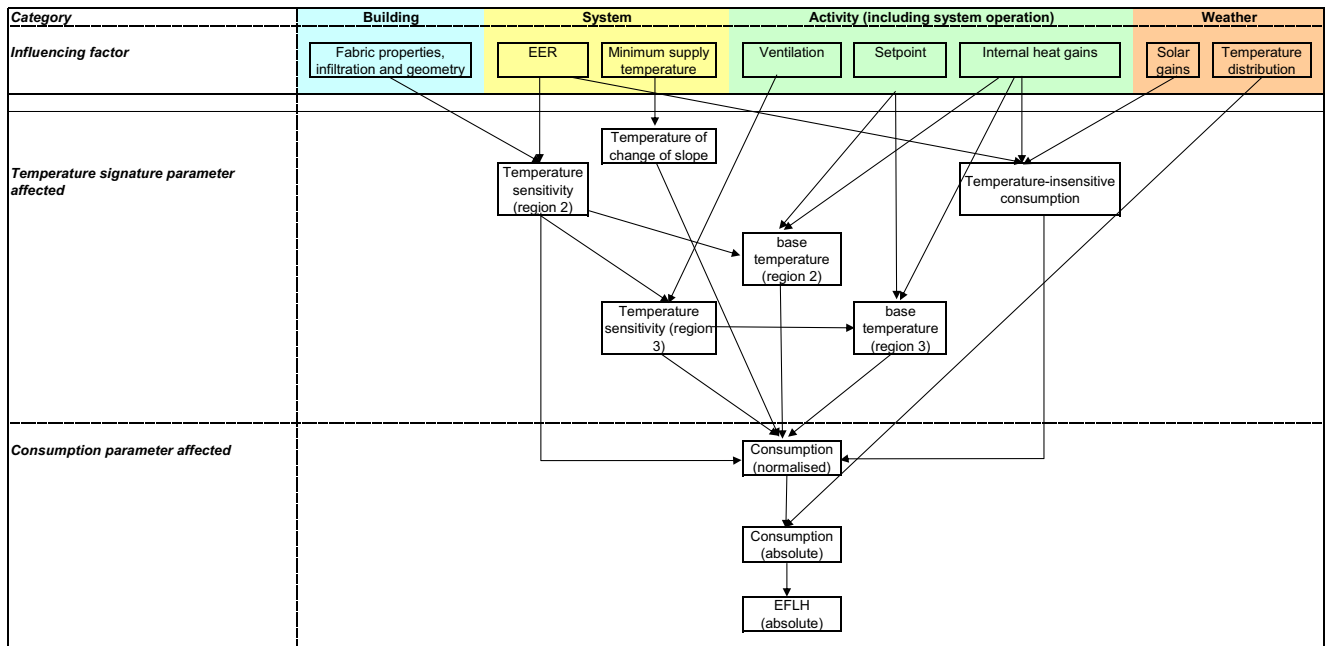 Category
Building
System
Activity (including system operation)
Weather
Influencing factor
Fabric properties,
infiltration and geometry
EER
Minimum supply
temperature
Ventilation
Setpoint
Internal heat gains
Solar
gains
Temperature
distribution
Temperature signature parameter
affected
Temperature of
change of slope
Temperature
sensitivity
(region 2)
Temperature-insensitive
consumption
base
temperature
(region 2)
Temperature
sensitivity (region
3)
base
temperature
(region 3)
Consumption parameter affected
Consumption
(normalised)
Consumption
(absolute)
EFLH
(absolute)